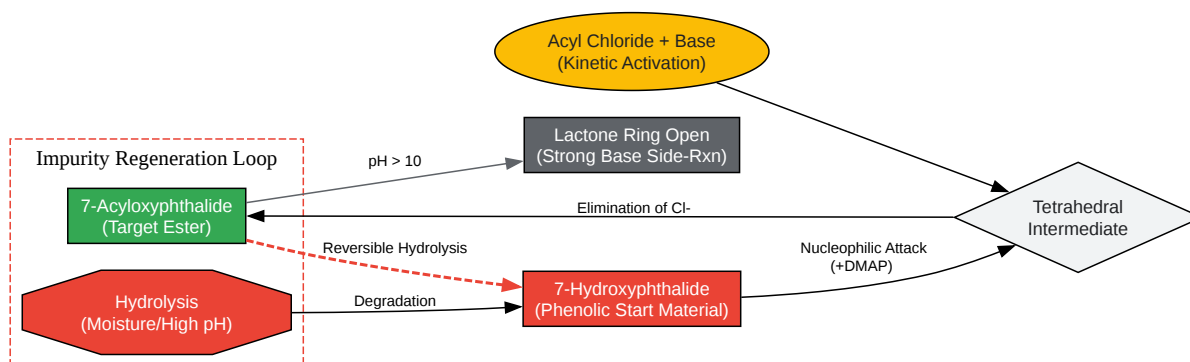 Acyl Chloride + Base
(Kinetic Activation)
Lactone Ring Open
(Strong Base Side-Rxn)
pH > 10
Impurity Regeneration Loop
7-Acyloxyphthalide
(Target Ester)
Elimination of Cl-
Tetrahedral
Intermediate
Reversible Hydrolysis
Nucleophilic Attack
(+DMAP)
Hydrolysis
(Moisture/High pH)
Degradation
7-Hydroxyphthalide
(Phenolic Start Material)